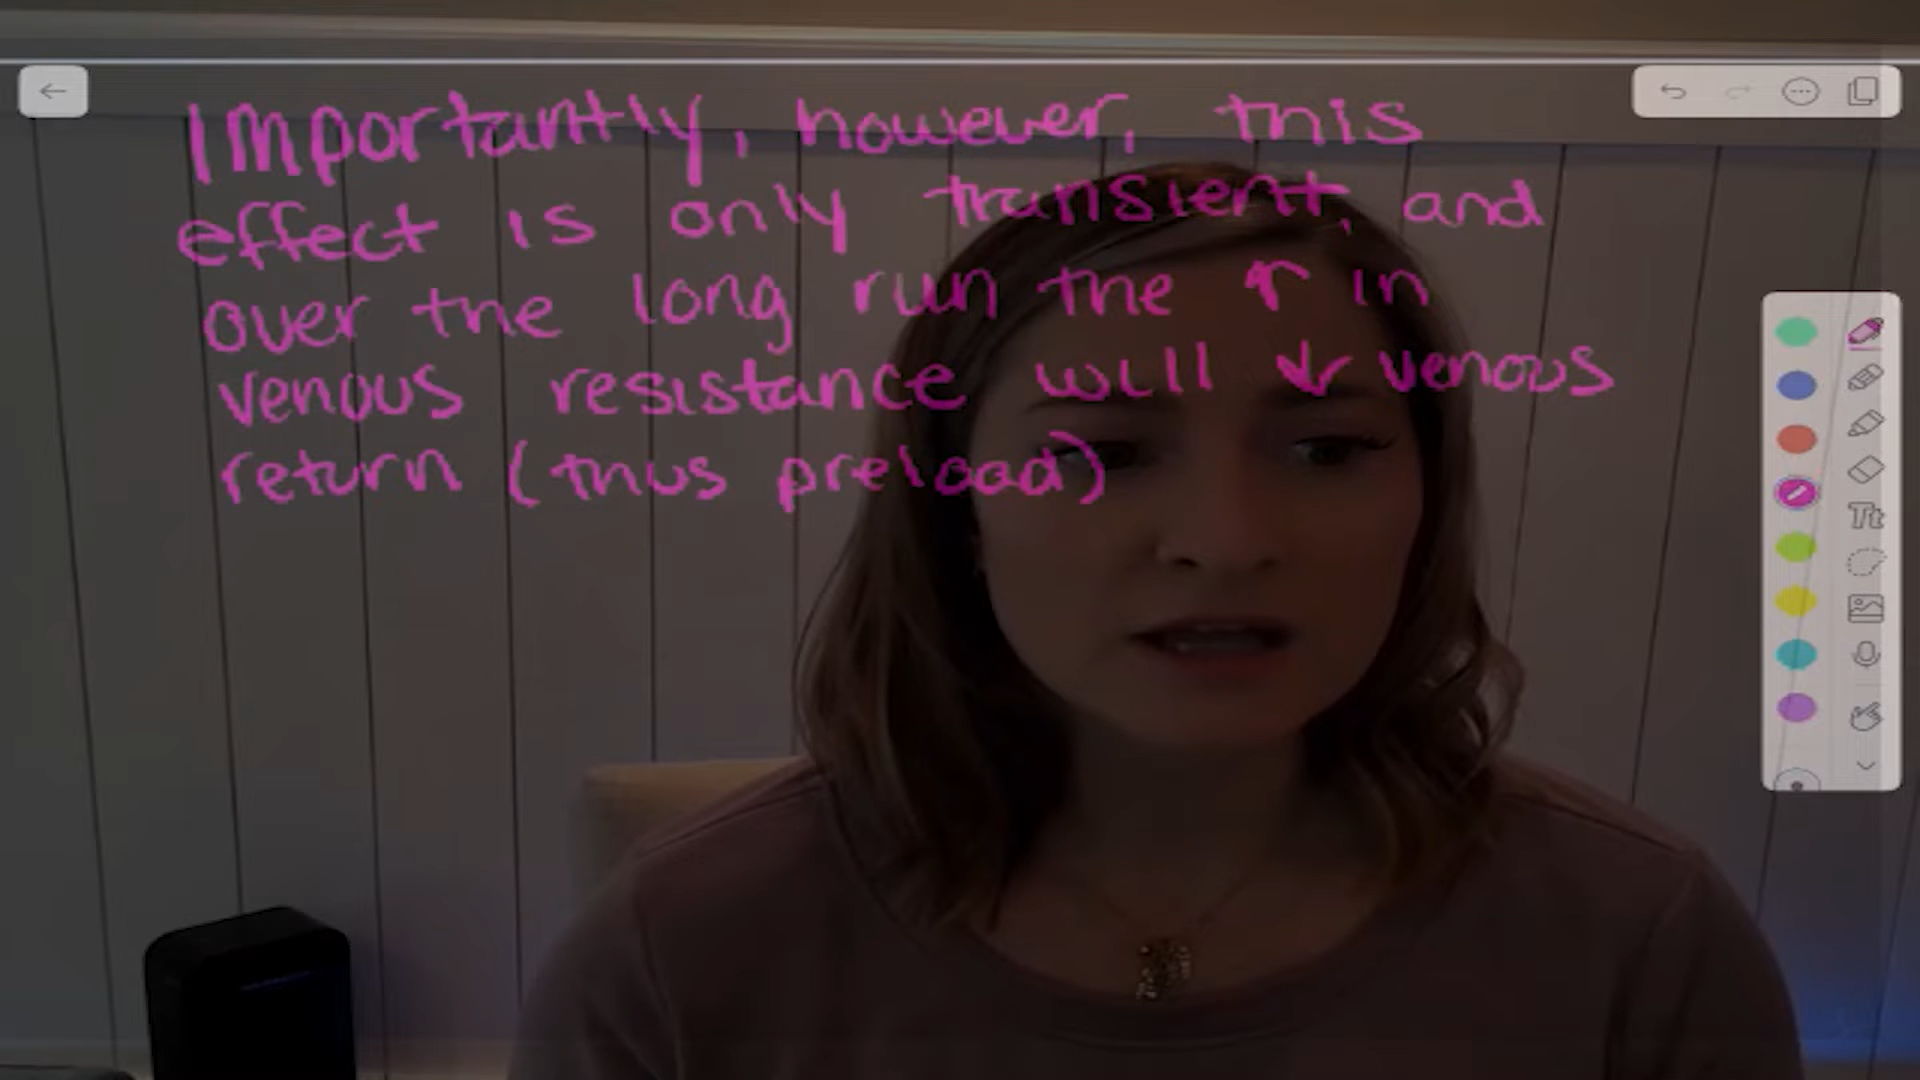 Importantly, however, this
effect is only transient, and
over the long run the ↑ in
venous resistance will ↓ venous
return (thus preload)
Tt